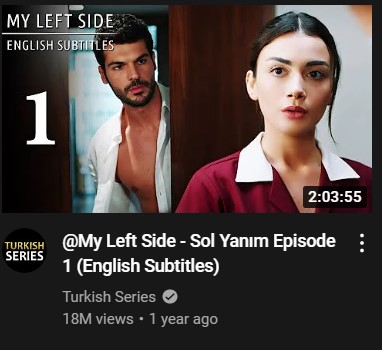 MY LEFT SIDE
ENGLISH SUBTITLES
1
2:03:55
TURKISH
SERIES
@My Left Side - Sol Yanım Episode
1 (English Subtitles)
Turkish Series
18M views • 1 year ago